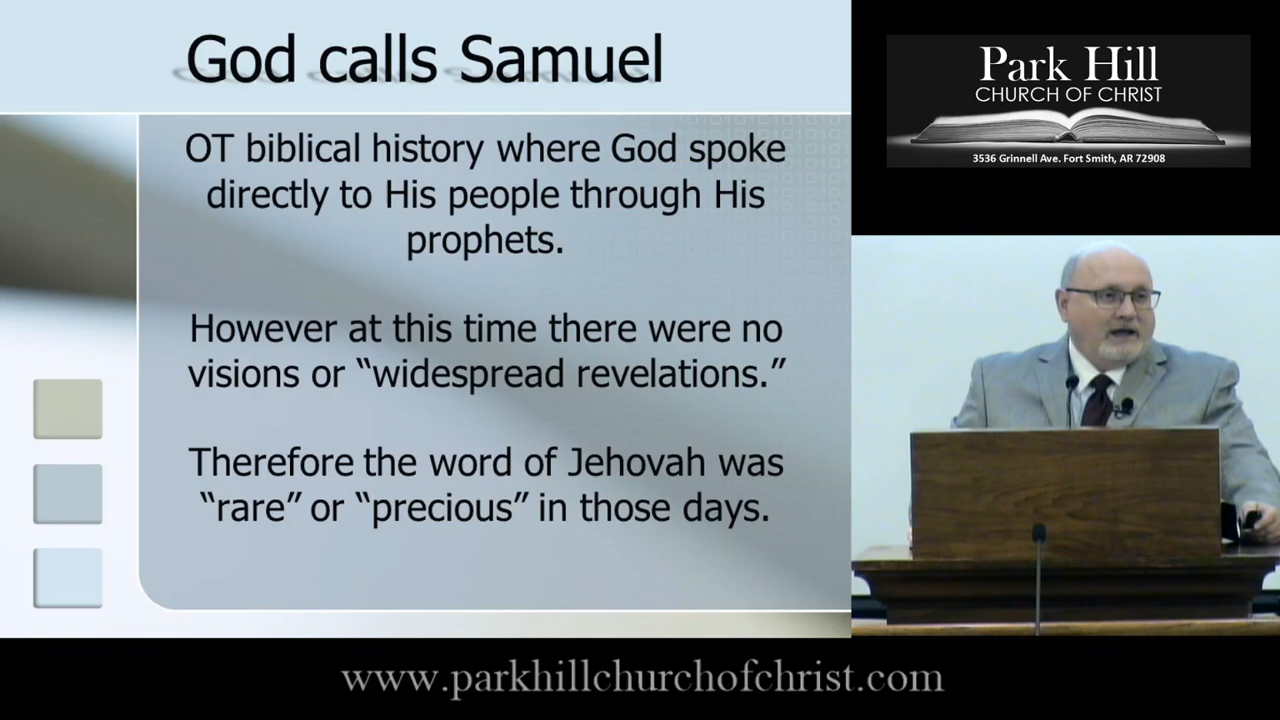 God calls Samuel
OT biblical history where God spoke
directly to His people through His
prophets.
However at this time there were no
visions or “widespread revelations.”
Therefore the word of Jehovah was
“rare” or “precious” in those days.
Park Hill
CHURCH OF CHRIST
3536 Grinnell Ave. Fort Smith, AR 72908
www.parkhillchurchofchrist.com